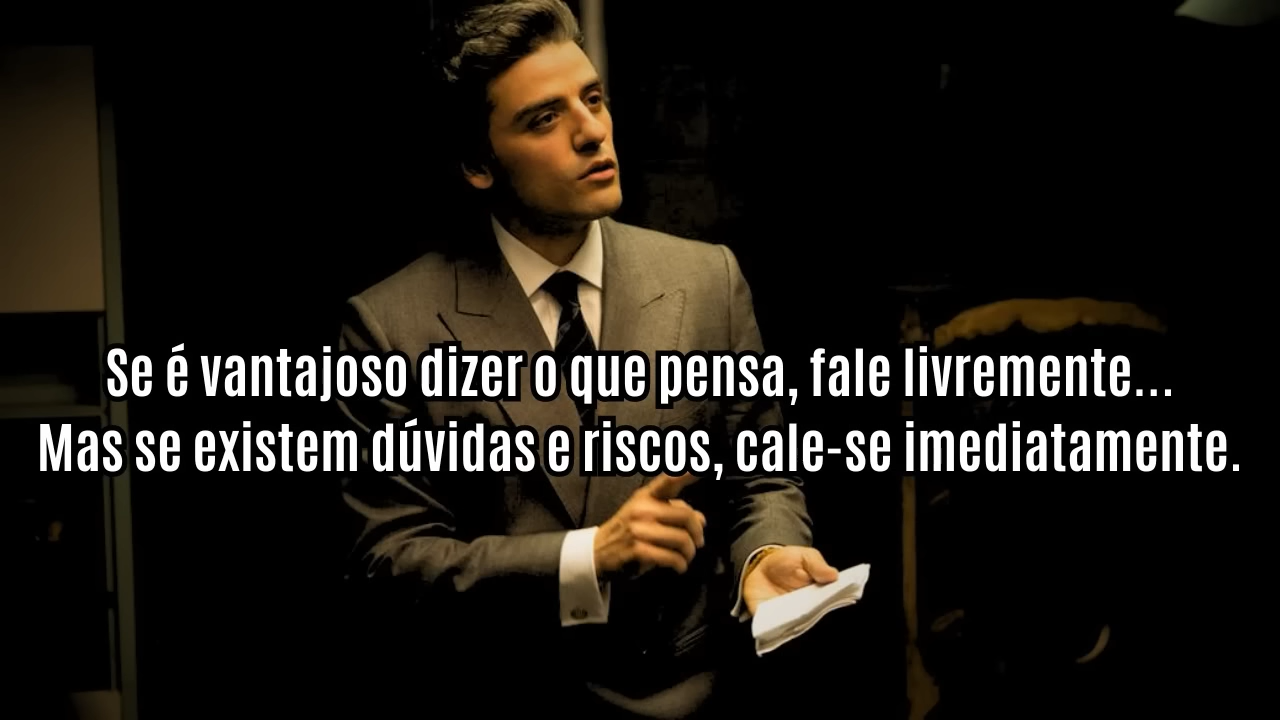 Se é vantajoso dizer o que pensa, fale livremente...
Mas se existem dúvidas e riscos, cale-se imediatamente.